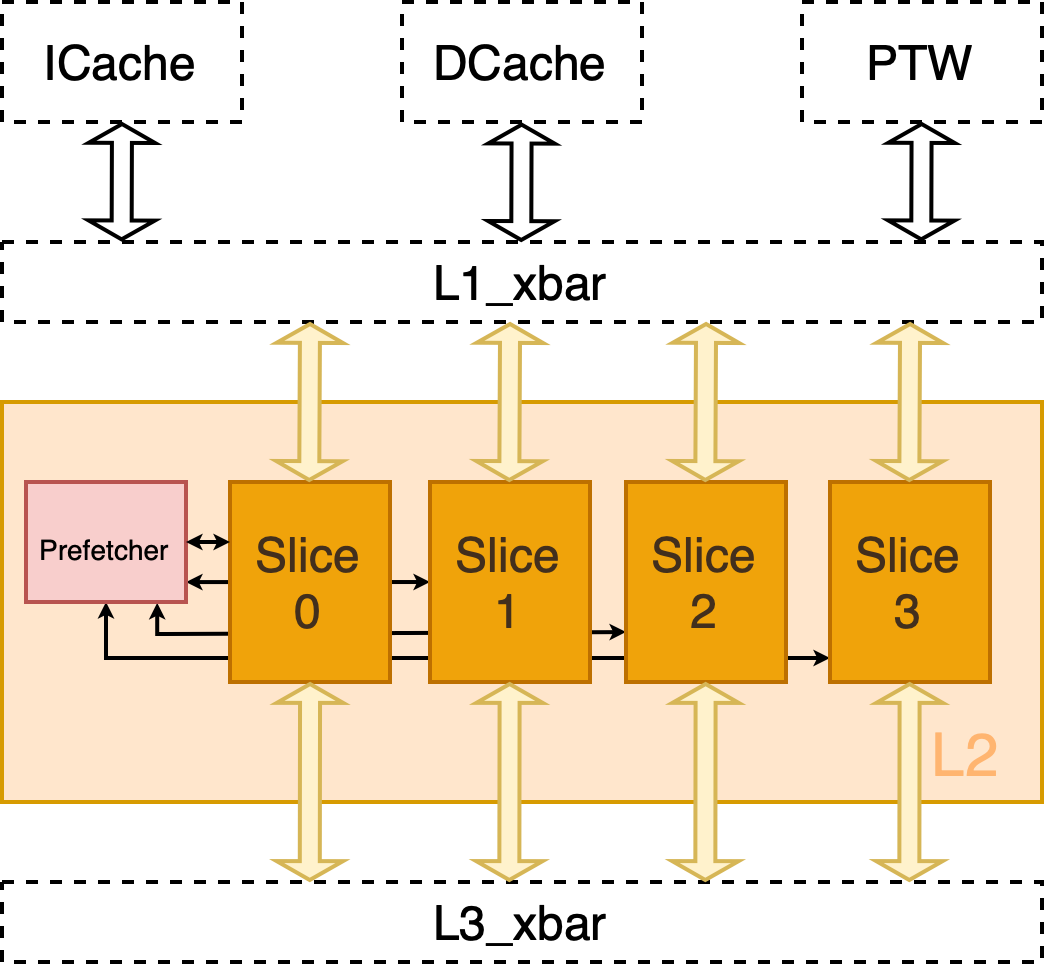 ICache
DCache
PTW
L1_xbar
Prefetcher
Slice
0
Slice
1
Slice
2
Slice
3
L2
L3_xbar